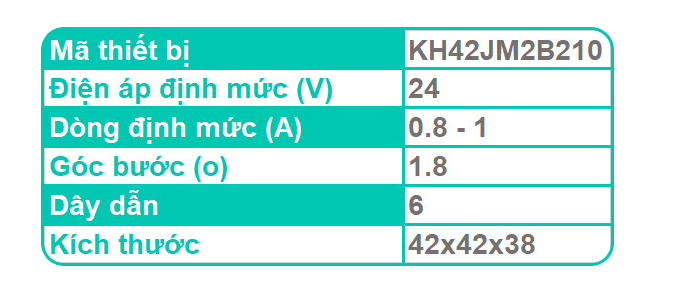 Mã thiết bị KH42JM2B210
Điện áp định mức (V) 24
Dòng định mức (A) 0.8 - 1
Góc bước (o) 1.8
Dây dẫn 6
Kích thước 42x42x38